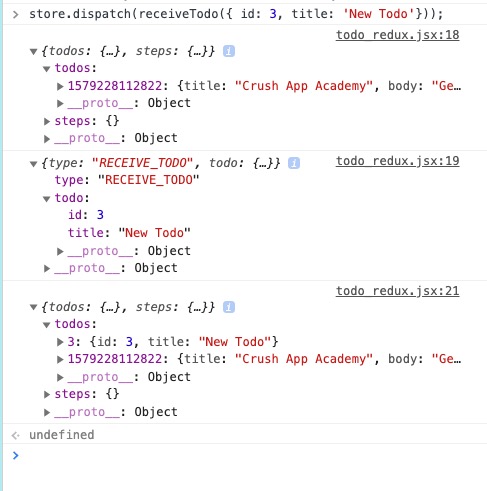 > store.dispatch(receiveTodo({ id: 3, title: 'New Todo'}));
todo_redux.jsx:18
▼{todos: {…}, steps: {…}} i
▼todos:
▶1579228112822: {title: "Crush App Academy", body: "Ge…
▶__proto__: Object
▶steps: {}
▶__proto__: Object
todo_redux.jsx:19
▼{type: "RECEIVE_TODO", todo: {…}} i
type: "RECEIVE_TODO"
▼todo:
id: 3
title: "New Todo"
▶__proto__: Object
▶__proto__: Object
todo_redux.jsx:21
▼{todos: {…}, steps: {…}} i
▼todos:
▶3: {id: 3, title: "New Todo"}
▶1579228112822: {title: "Crush App Academy", body: "Ge…
▶__proto__: Object
▶steps: {}
▶__proto__: Object
undefined
>